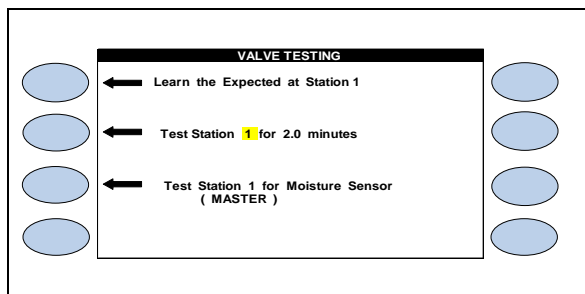 VALVE TESTING
Learn the Expected at Station 1
Test Station 1 for 2.0 minutes
Test Station 1 for Moisture Sensor
( MASTER )